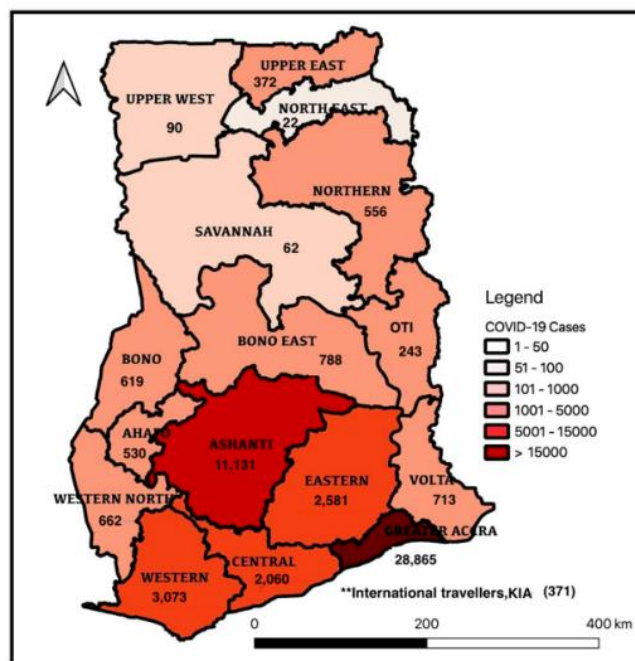 UPPER EAST
372
UPPER WEST
90
NORTH EAST
22
NORTHERN
556
SAVANNAH
62
Legend
COVID-19 Cases
1 - 50
51 - 100
101 - 1000
1001 - 5000
5001 - 15000
> 15000
OTI
243
BONO EAST
788
BONO
619
AHAFO
530
ASHANTI
11,131
EASTERN
2,581
VOLTA
713
WESTERN NORTH
662
GREATER ACCRA
28,865
CENTRAL
2,060
WESTERN
3,073
**International travellers,KIA (371)
0 200 400 km